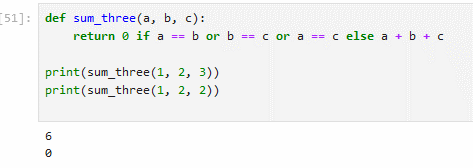 [51]: def sum_three(a, b, c):
    return 0 if a == b or b == c or a == c else a + b + c

print(sum_three(1, 2, 3))
print(sum_three(1, 2, 2))
6
0